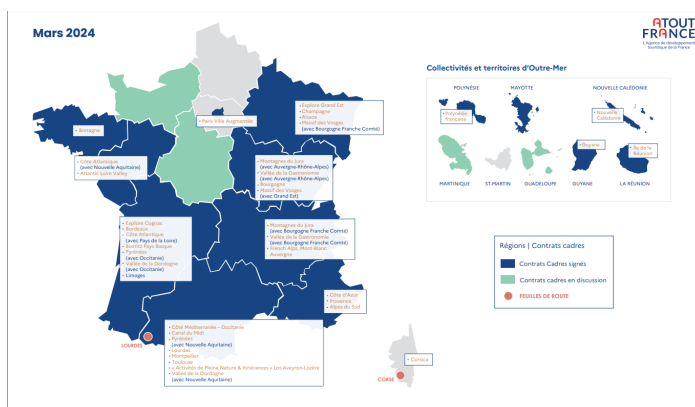 Mars 2024
ATOUT
FRANCE
L'Agence de développement
touristique de la France
Collectivités et territoires d'Outre-Mer
POLYNÉSIE
MAYOTTE
NOUVELLE CALÉDONIE
• Polynésie
française
• Nouvelle
Calédonie
• Guyane
• Ile de la
Réunion
MARTINIQUE
ST-MARTIN
GUADELOUPE
GUYANE
LA RÉUNION
• Explore Grand Est
• Champagne
• Alsace
• Massif des Vosges
(avec Bourgogne Franche Comté)
• Paris Ville Augmentée
• Bretagne
• Côte Atlantique
(avec Nouvelle Aquitaine)
• Atlantic Loire Valley
• Montagnes du Jura
(avec Auvergne-Rhône-Alpes)
• Vallée de la Gastronomie
(avec Auvergne-Rhône-Alpes)
• Bourgogne
• Massif des Vosges
(avec Grand Est)
• Explore Cognac
• Bordeaux
• Côte Atlantique
(avec Pays de la Loire)
• Biarritz Pays Basque
• Pyrénées
(avec Occitanie)
• Vallée de la Dordogne
(avec Occitanie)
• Limoges
• Montagnes du Jura
(avec Bourgogne Franche Comté)
• Vallée de la Gastronomie
(avec Bourgogne Franche Comté)
• French Alps, Mont-Blanc,
Auvergne
Régions | Contrats cadres
Contrats Cadres signés
Contrats Cadres en discussion
FEUILLES DE ROUTE
• Côte d'Azur
• Provence
• Alpes du Sud
LOURDES
• Côté Méditerranée – Occitanie
• Canal du Midi
• Pyrénées
(avec Nouvelle Aquitaine)
• Lourdes
• Montpellier
• Toulouse
• « Activités de Pleine Nature & Itinérances » Lot-Aveyron-Lozère
• Vallée de la Dordogne
(avec Nouvelle Aquitaine)
• Corsica
CORSE